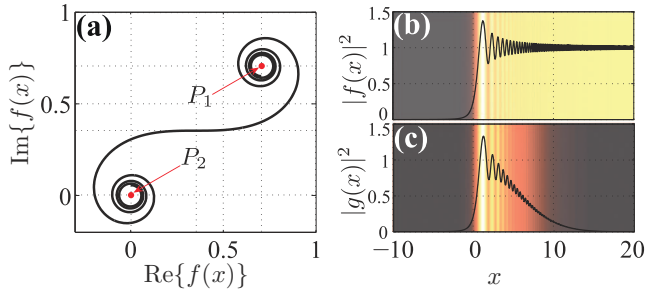 (a)
1
0.5
0
0
0.5
1
Im{f(x)}
Re{f(x)}
P₁
P₂
(b)
1.5
1
0.5
0
|f(x)|²
(c)
1.5
1
0.5
0
|g(x)|²
−10
0
10
20
x